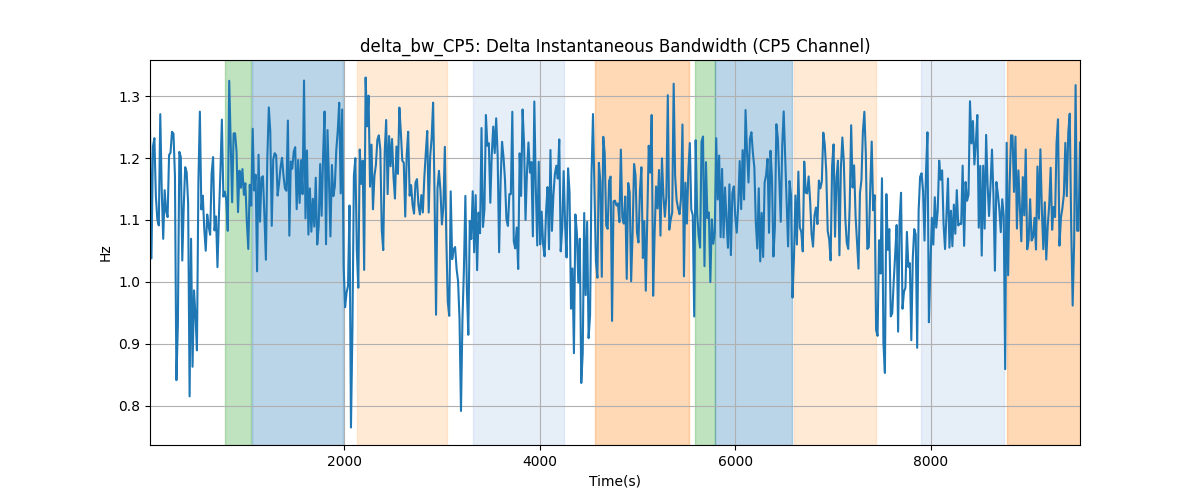 delta_bw_CP5: Delta Instantaneous Bandwidth (CP5 Channel)
Hz
1.3
1.2
1.1
1.0
0.9
0.8
2000 4000 6000 8000
Time(s)